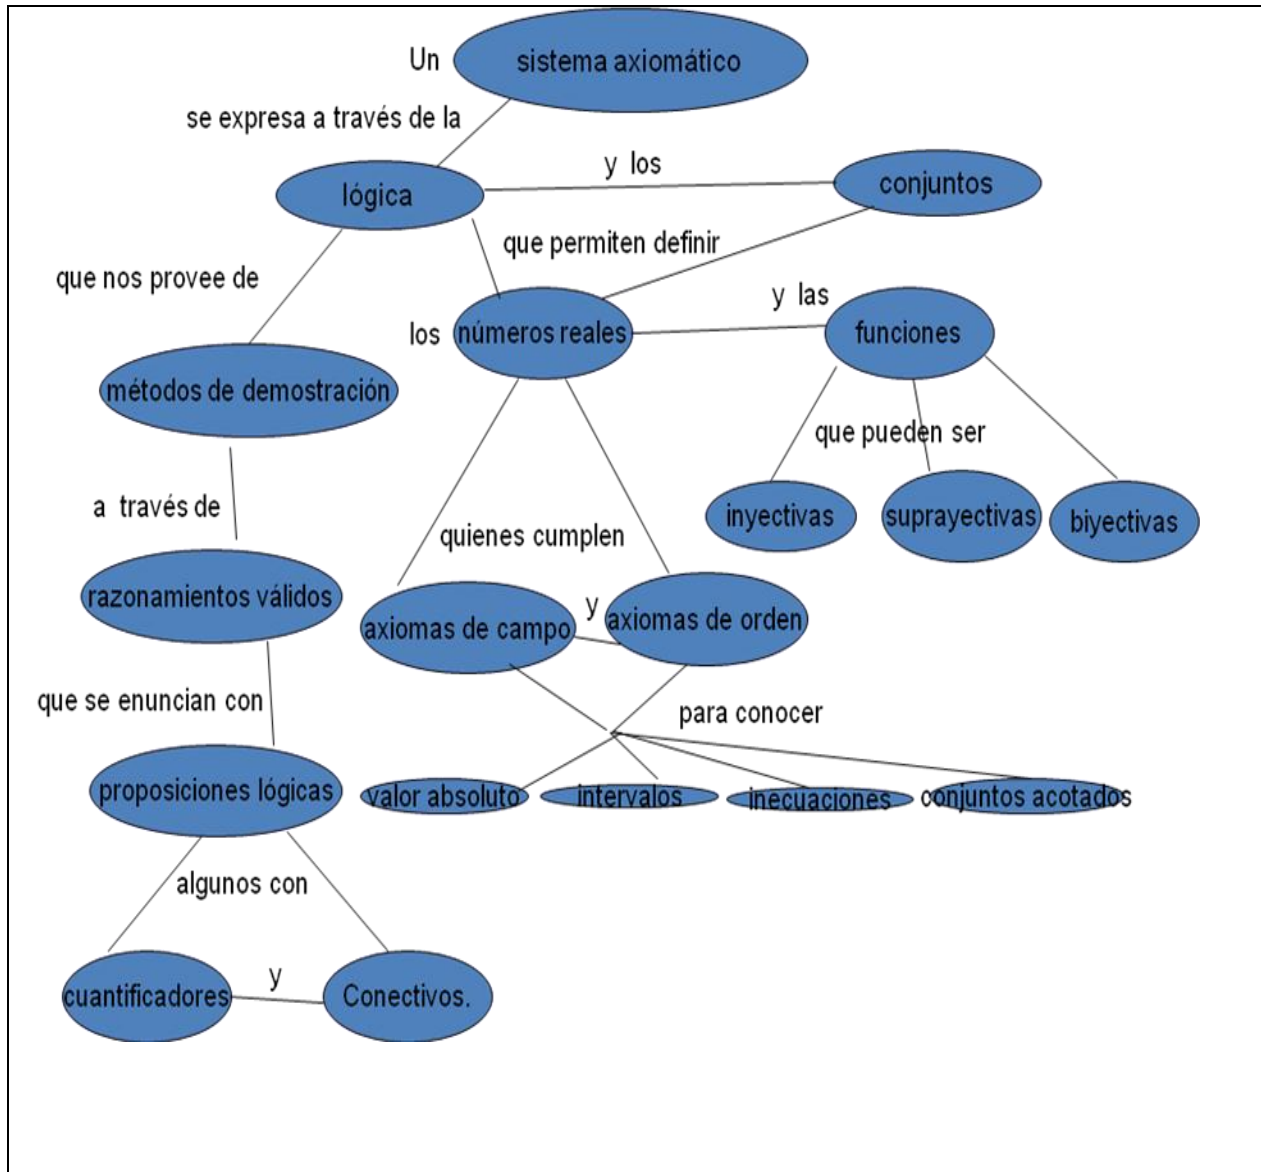 Un sistema axiomático
se expresa a través de la
lógica
y los
conjuntos
que permiten definir
que nos provee de
los números reales
y las
funciones
métodos de demostración
que pueden ser
inyectivas
suprayectivas
biyectivas
a través de
quienes cumplen
razonamientos válidos
axiomas de campo
y
axiomas de orden
que se enuncian con
para conocer
proposiciones lógicas
valor absoluto
intervalos
inecuaciones
conjuntos acotados
algunos con
cuantificadores
y
Conectivos.